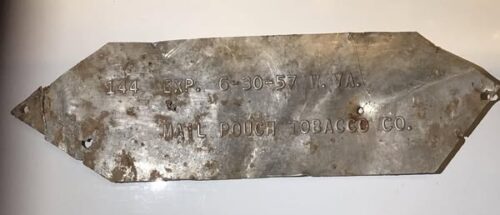 144 EXP. 6-30-57 W. VA.
MAIL POUCH TOBACCO CO.